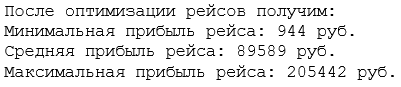 После оптимизации рейсов получим:
Минимальная прибыль рейса: 944 руб.
Средняя прибыль рейса: 89589 руб.
Максимальная прибыль рейса: 205442 руб.